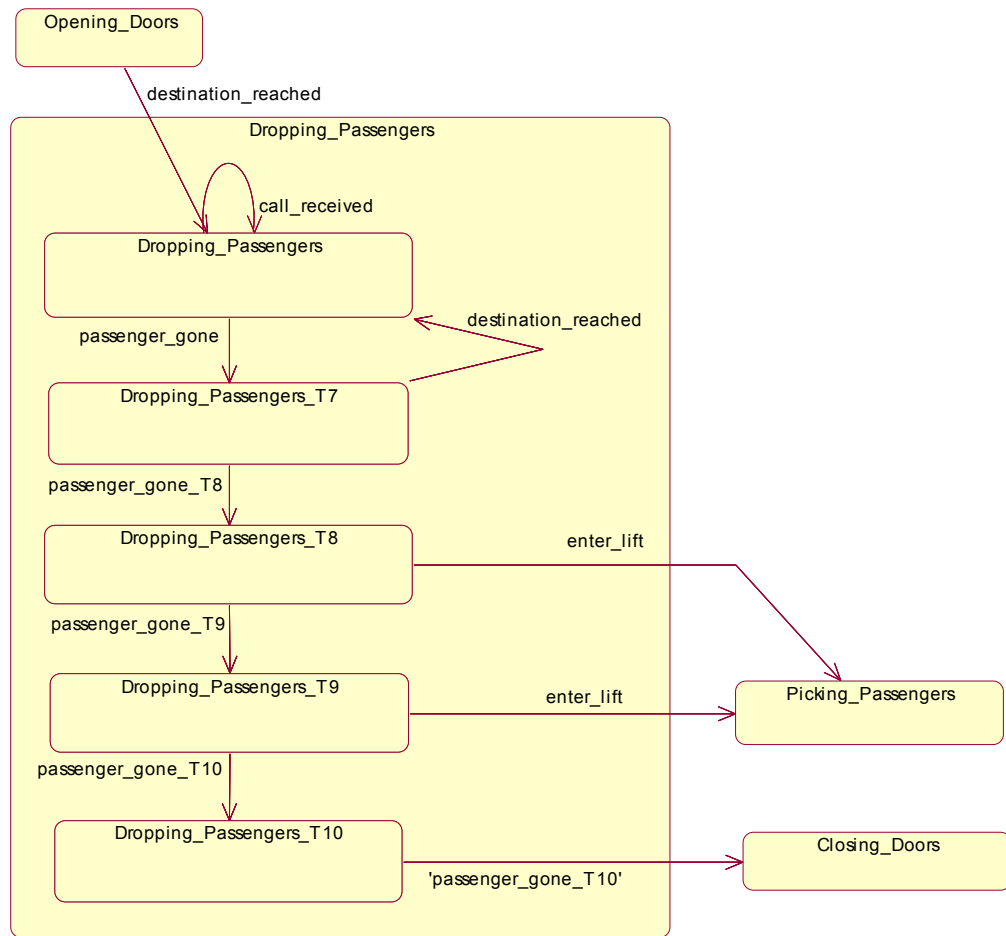 Opening_Doors
destination_reached
Dropping_Passengers
call_received
Dropping_Passengers
destination_reached
passenger_gone
Dropping_Passengers_T7
passenger_gone_T8
Dropping_Passengers_T8
enter_lift
passenger_gone_T9
Dropping_Passengers_T9
enter_lift
Picking_Passengers
passenger_gone_T10
Dropping_Passengers_T10
Closing_Doors
'passenger_gone_T10'